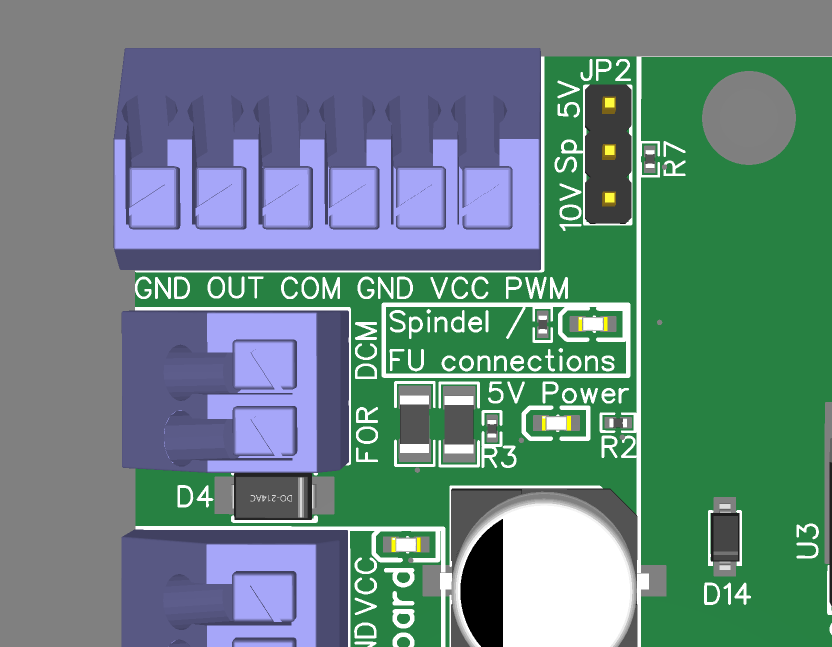 JP2
5V
Sp
10V
R7
GND OUT COM GND VCC PWM
Spindel /
FU connections
DCM
FOR
5V Power
R3
R2
D4
DO-214AC
VCC
ND
oard
D14
U3